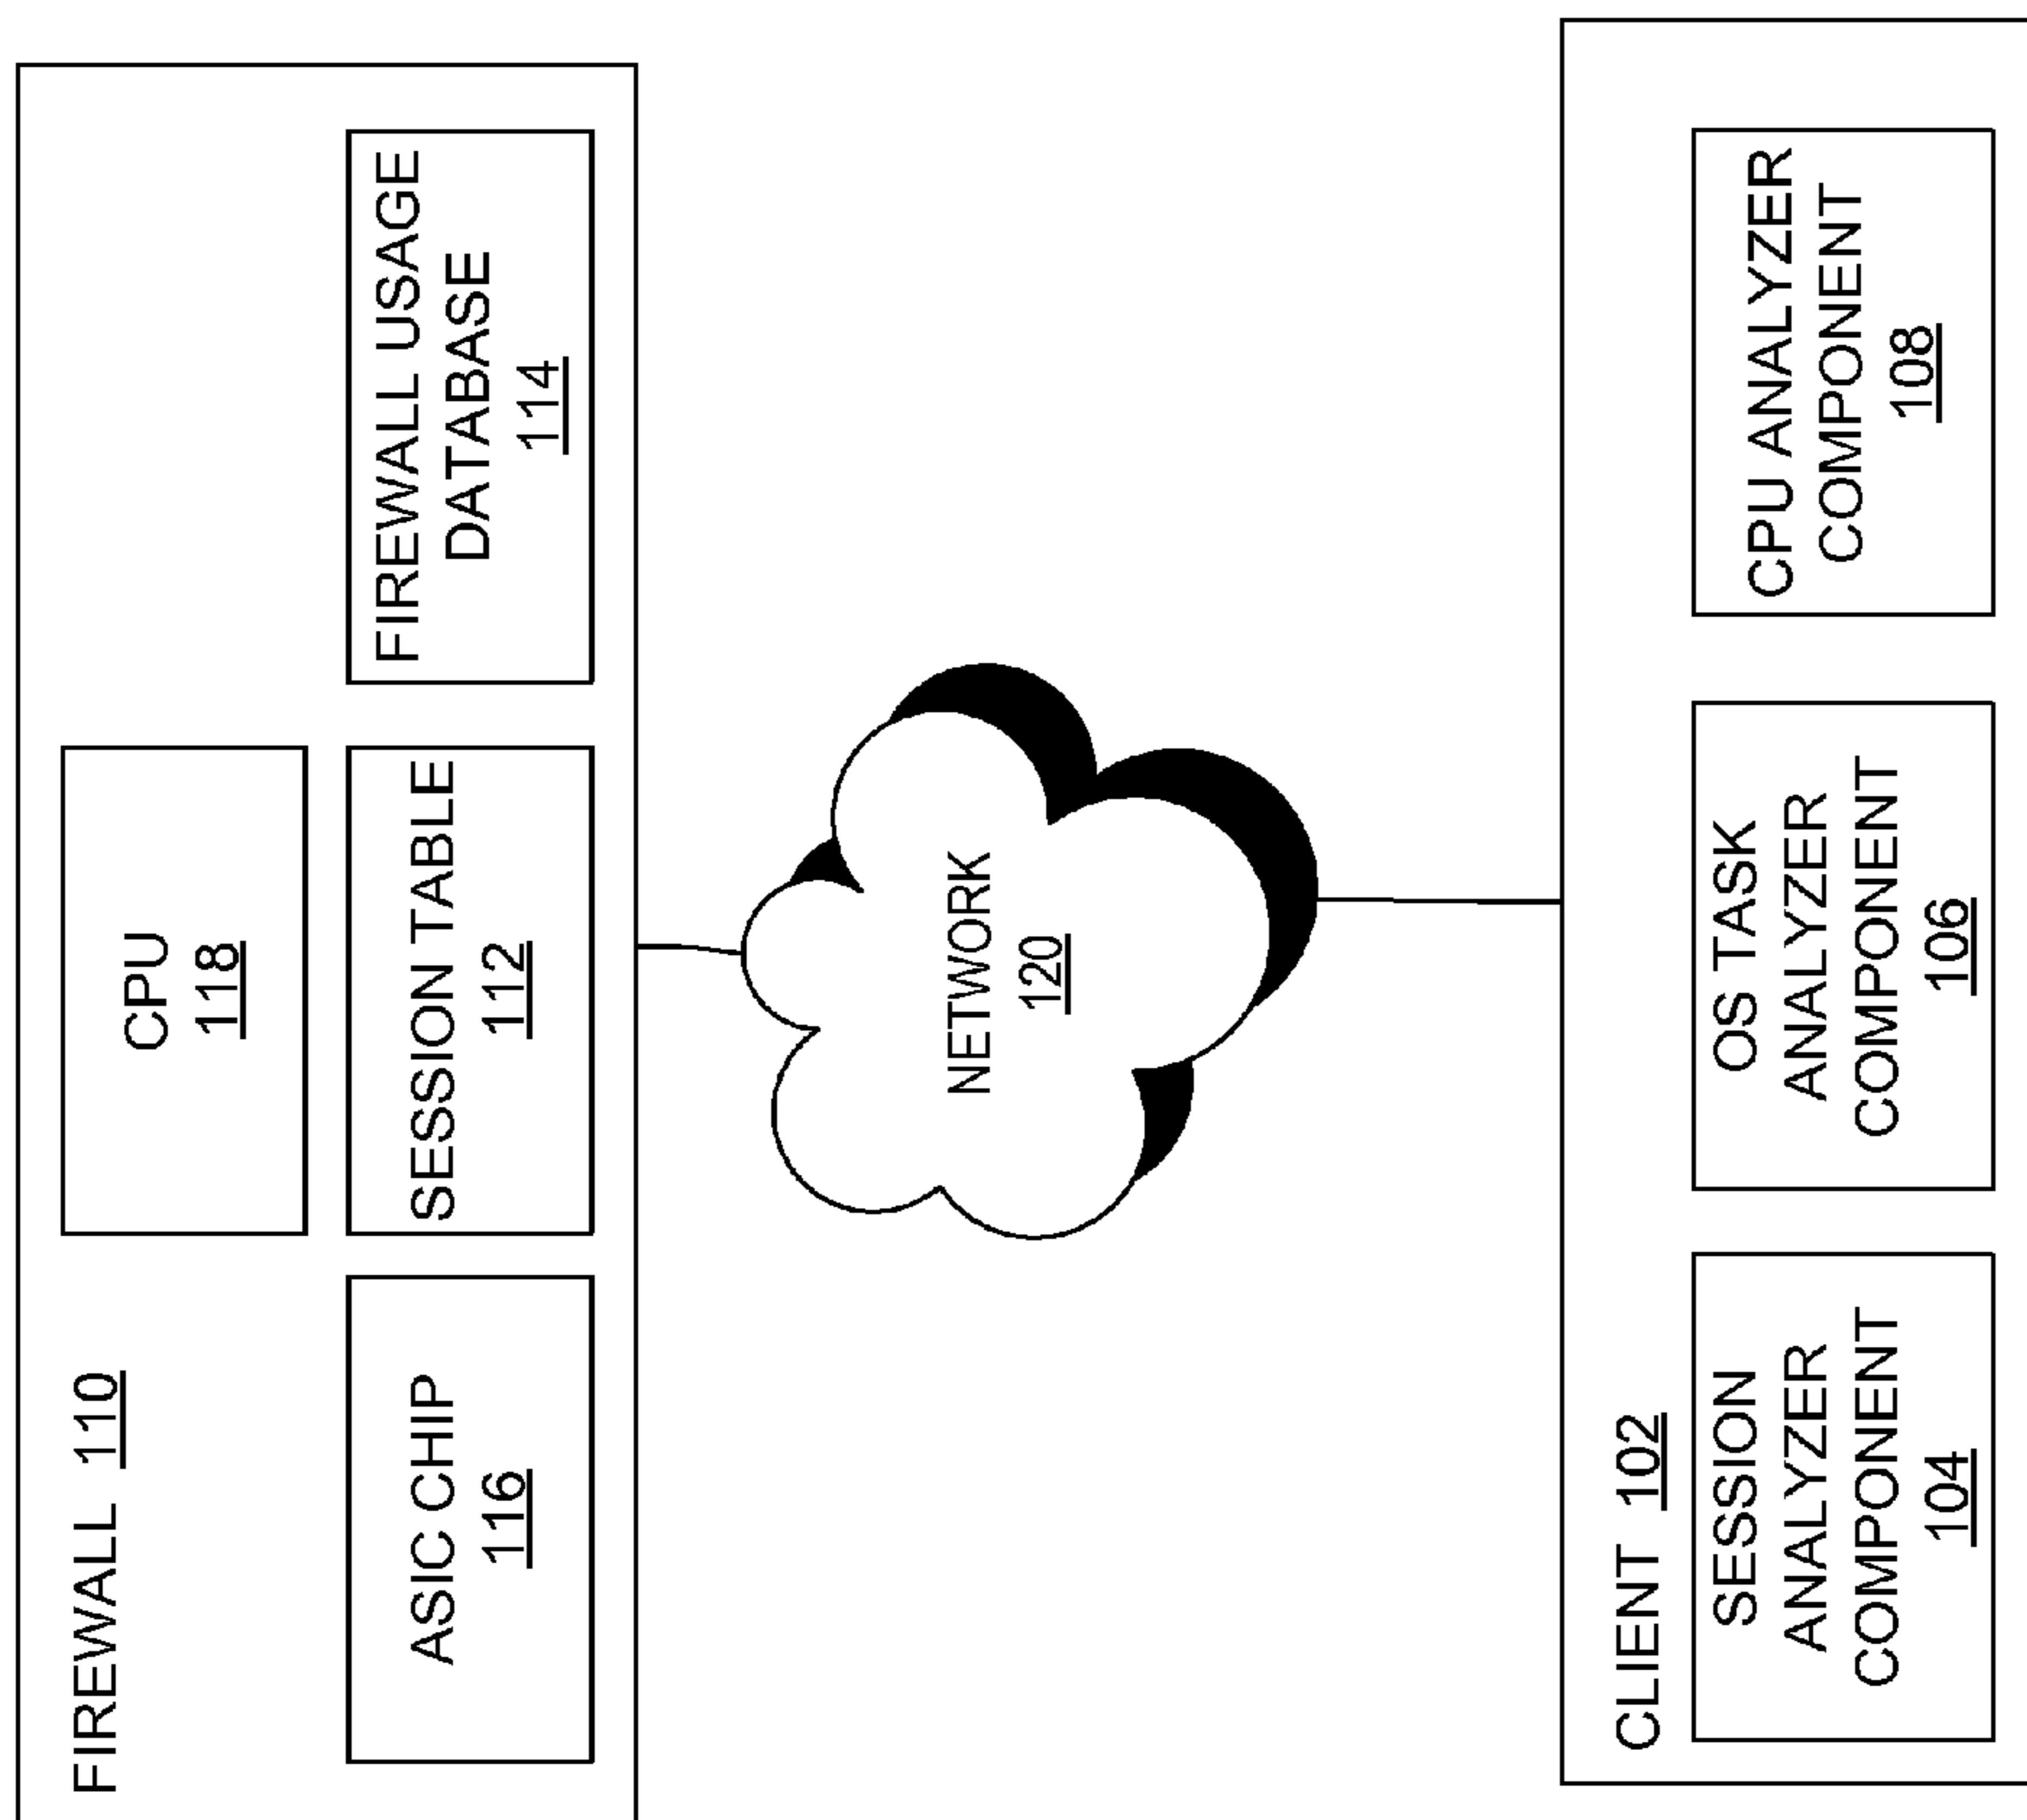 FIREWALL 110
CPU
118
ASIC CHIP
116
SESSION TABLE
112
FIREWALL USAGE
DATABASE
114
NETWORK
120
CLIENT 102
SESSION
ANALYZER
COMPONENT
104
OS TASK
ANALYZER
COMPONENT
106
CPU ANALYZER
COMPONENT
108